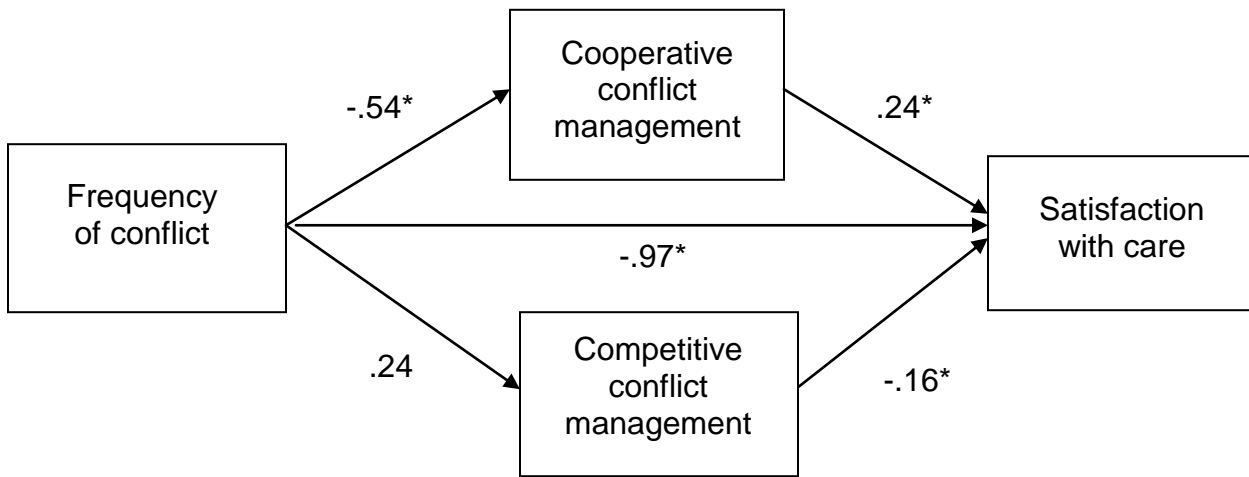 Cooperative
conflict
management
-.54*
.24*
Frequency
of conflict
Satisfaction
with care
-.97*
Competitive
conflict
management
.24
-.16*